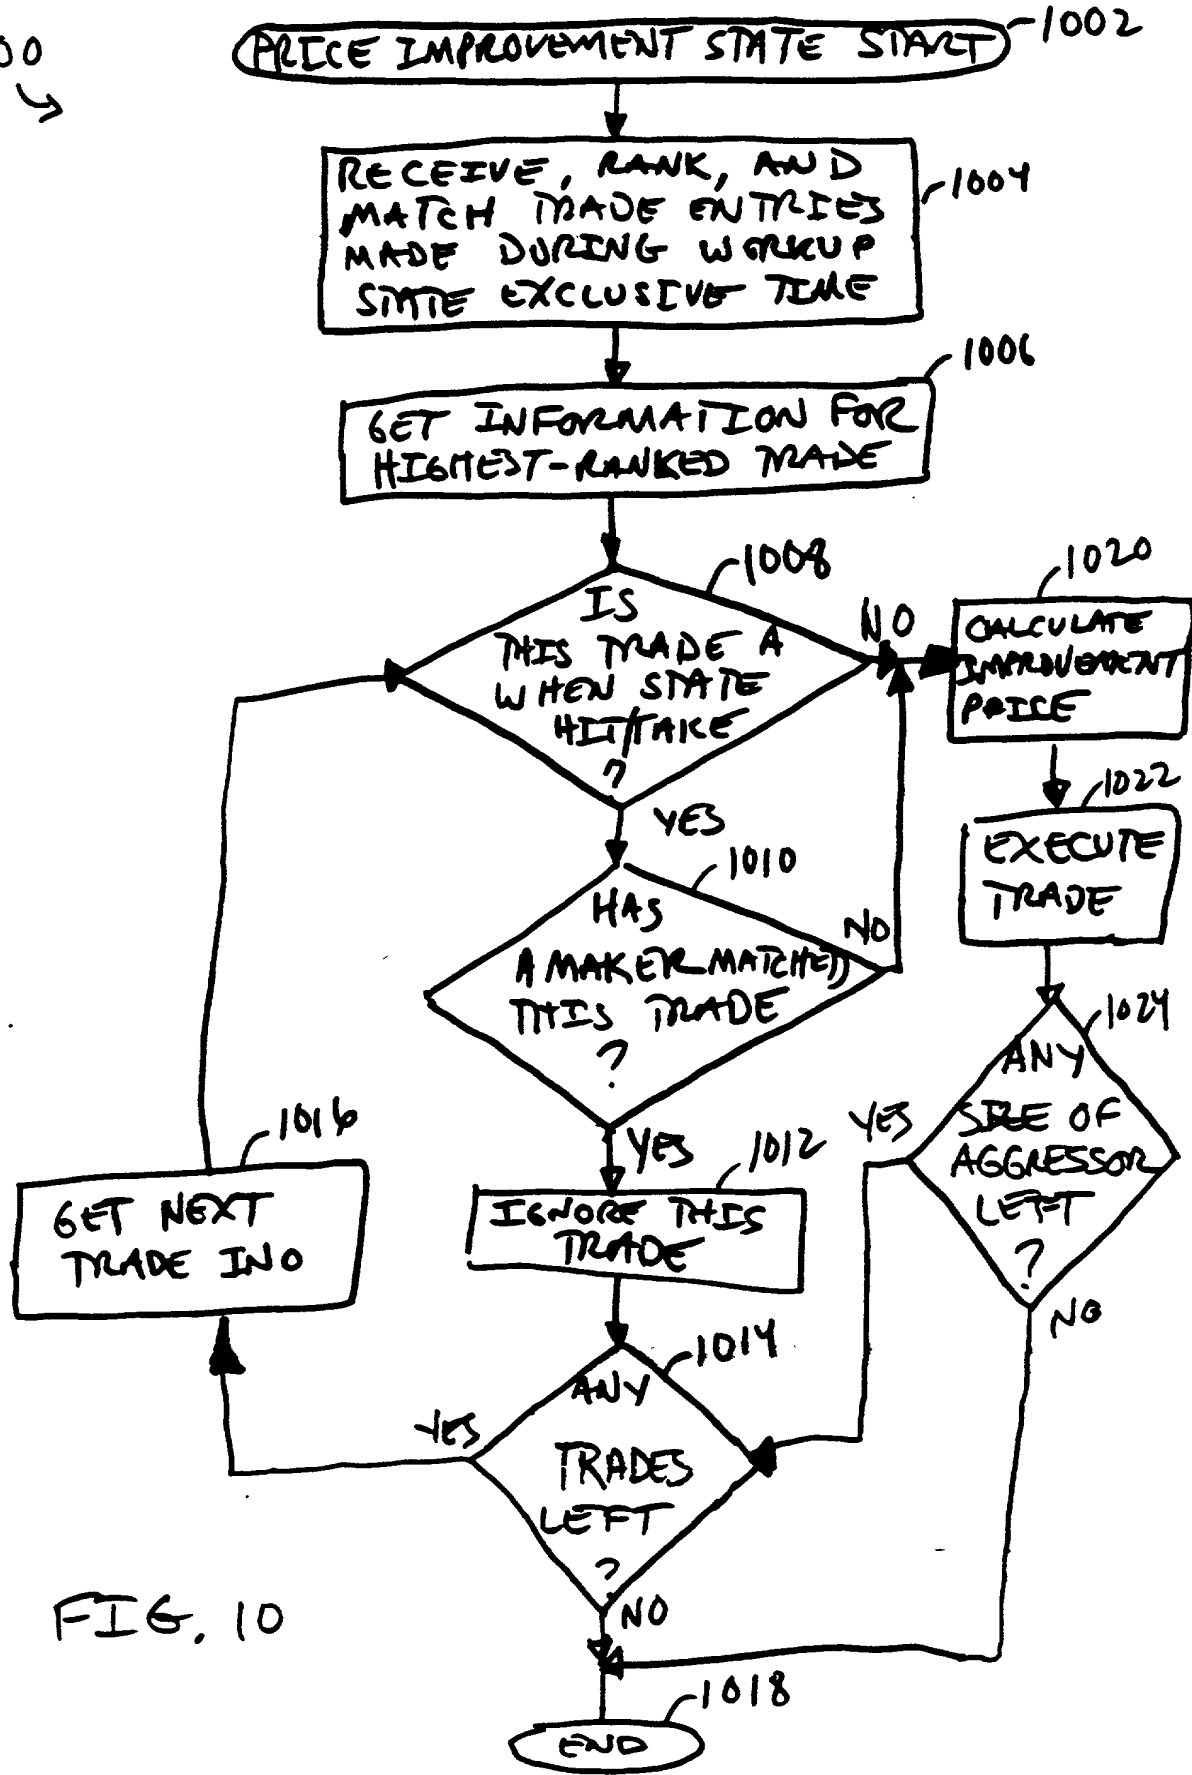 00
PRICE IMPROVEMENT STATE START
1002
RECEIVE, RANK, AND
MATCH TRADE ENTRIES
MADE DURING WORKUP
STATE EXCLUSIVE TIME
1004
1006
GET INFORMATION FOR
HIGHEST-RANKED TRADE
1008
IS
THIS TRADE A
WHEN STATE
HIT/TAKE
?
NO
1020
CALCULATE
IMPROVEMENT
PRICE
YES
1022
EXECUTE
TRADE
1010
HAS
A MAKER MATCHED
THIS TRADE
?
NO
1024
ANY
SIZE OF
AGGRESSOR
LEFT
?
YES
NO
YES
1012
IGNORE THIS
TRADE
1016
GET NEXT
TRADE INO
1014
ANY
TRADES
LEFT
?
YES
NO
FIG. 10
1018
END